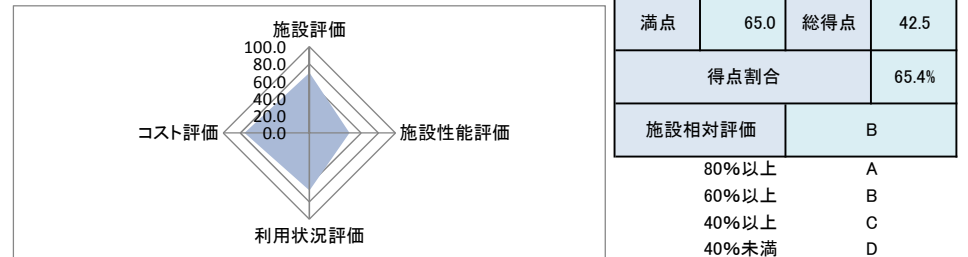 施設評価
100.0
80.0
60.0
40.0
20.0
0.0
コスト評価
施設性能評価
利用状況評価
満点 65.0 総得点 42.5
得点割合 65.4%
施設相対評価 B
80%以上 A
60%以上 B
40%以上 C
40%未満 D